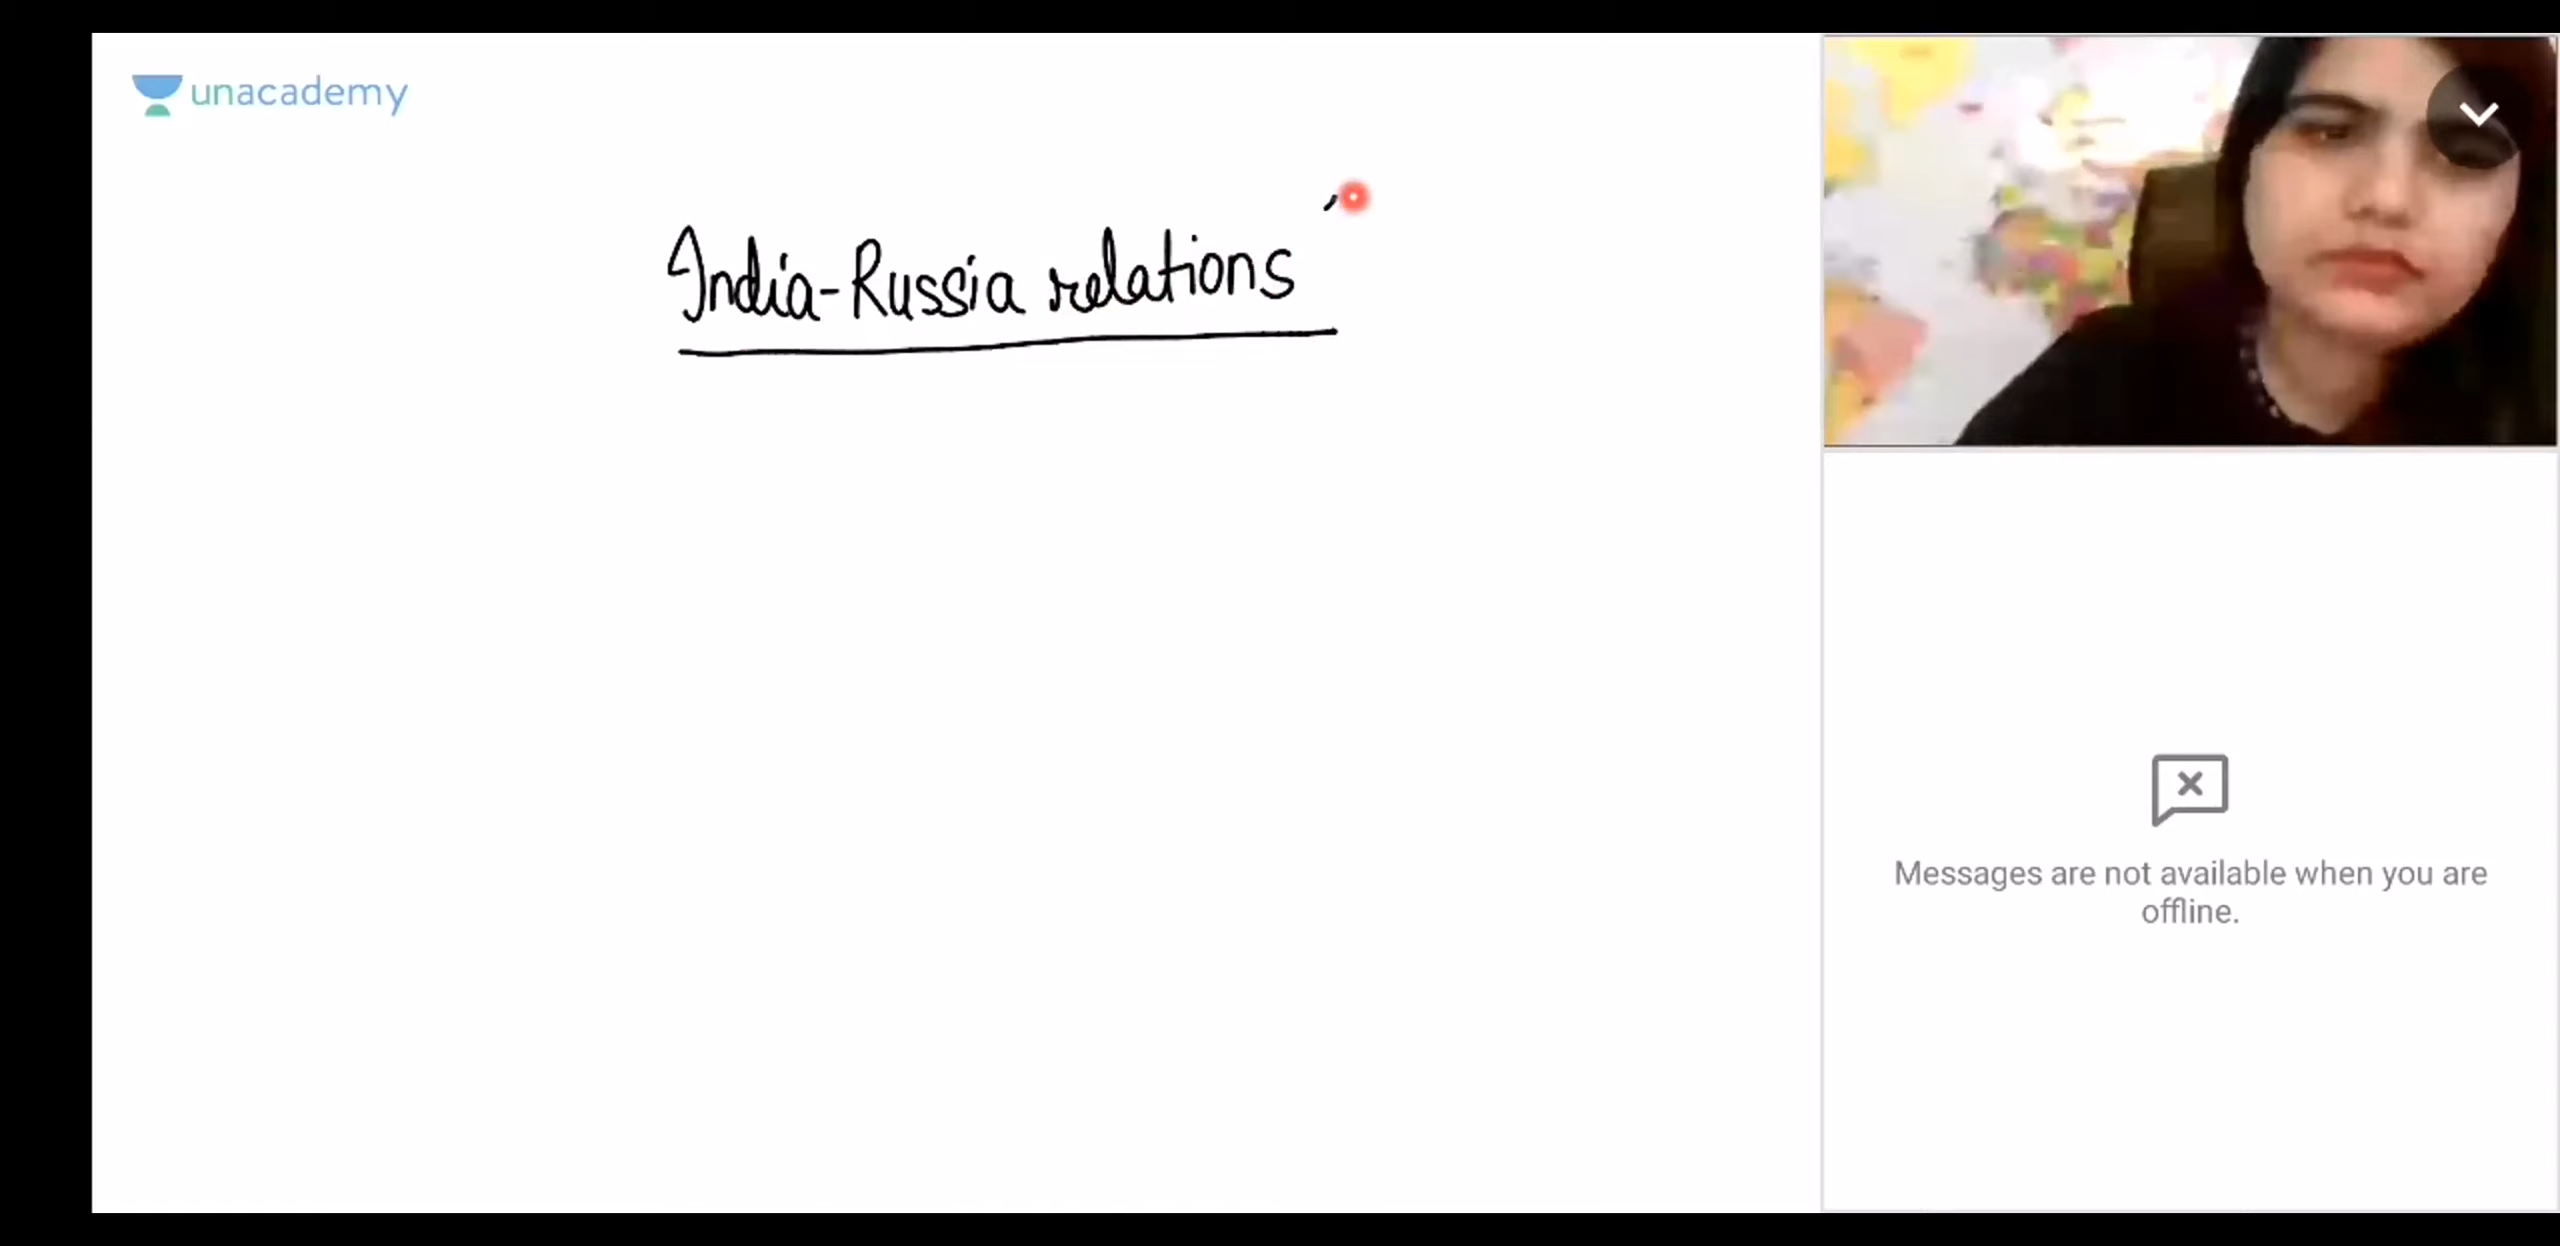 unacademy
India-Russia relations
Messages are not available when you are
offline.